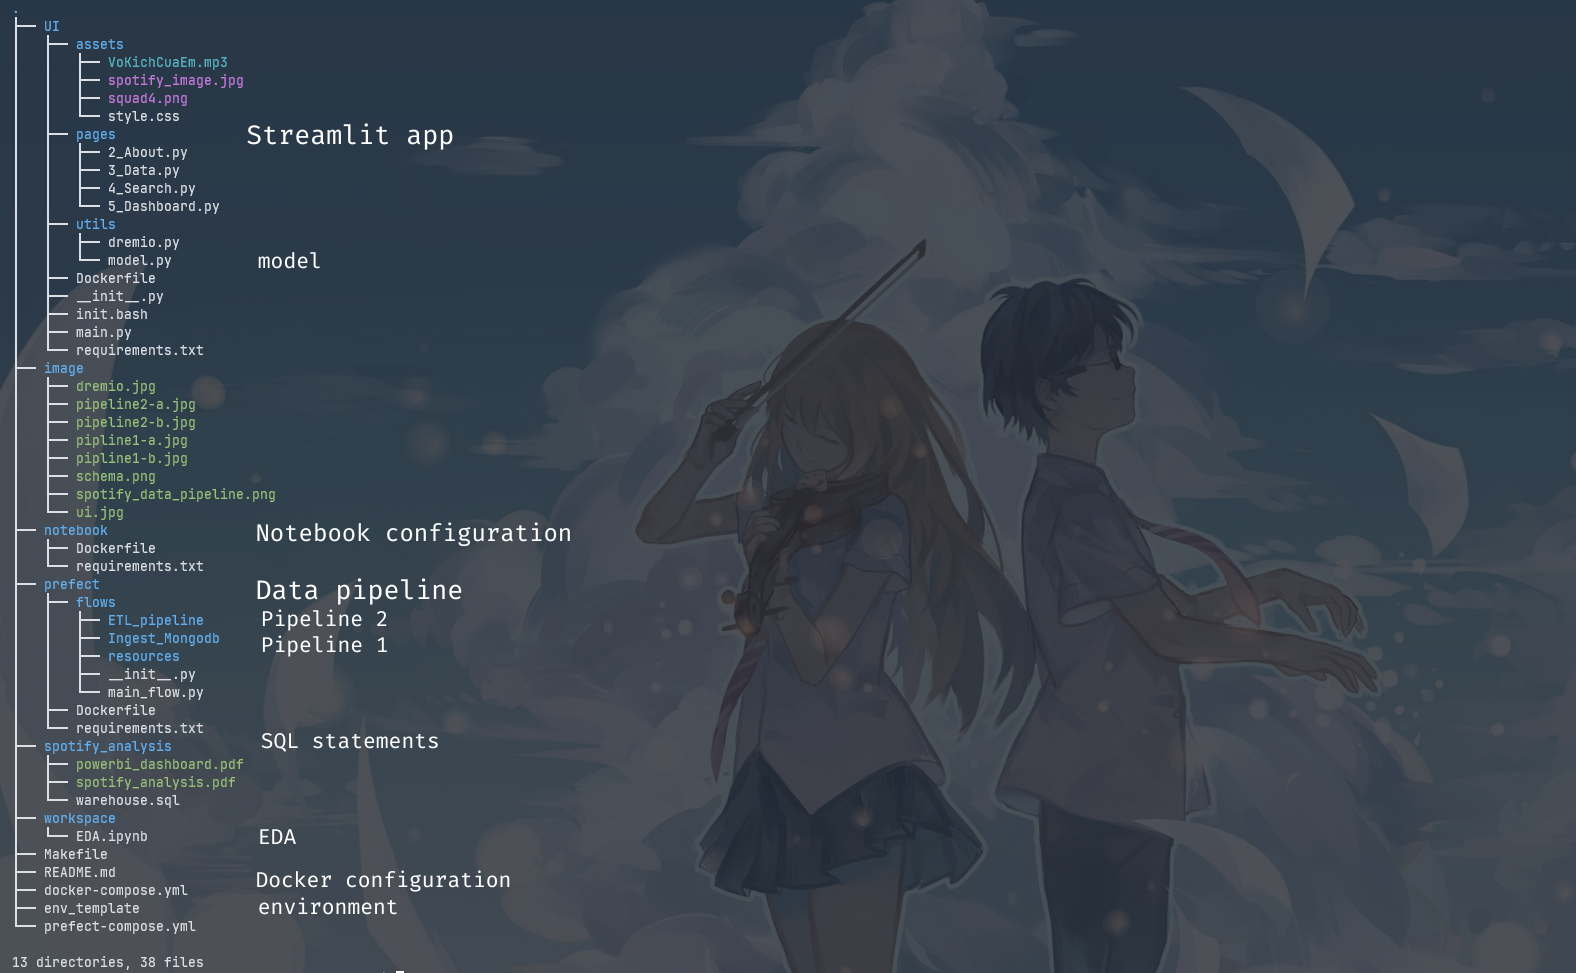 .
├── UI
│   ├── assets
│   │   ├── VoKichCuaEm.mp3
│   │   ├── spotify_image.jpg
│   │   ├── squad4.png
│   │   └── style.css
│   ├── pages Streamlit app
│   │   ├── 2_About.py
│   │   ├── 3_Data.py
│   │   ├── 4_Search.py
│   │   └── 5_Dashboard.py
│   ├── utils
│   │   ├── dremio.py
│   │   └── model.py model
│   ├── Dockerfile
│   ├── __init__.py
│   ├── init.bash
│   ├── main.py
│   └── requirements.txt
├── image
│   ├── dremio.jpg
│   ├── pipeline2-a.jpg
│   ├── pipeline2-b.jpg
│   ├── pipline1-a.jpg
│   ├── pipline1-b.jpg
│   ├── schema.png
│   ├── spotify_data_pipeline.png
│   └── ui.jpg
├── notebook Notebook configuration
│   ├── Dockerfile
│   └── requirements.txt
├── prefect Data pipeline
│   ├── flows
│   │   ├── ETL_pipeline Pipeline 2
│   │   ├── Ingest_Mongodb Pipeline 1
│   │   ├── resources
│   │   ├── __init__.py
│   │   └── main_flow.py
│   ├── Dockerfile
│   └── requirements.txt
├── spotify_analysis SQL statements
│   ├── powerbi_dashboard.pdf
│   ├── spotify_analysis.pdf
│   └── warehouse.sql
├── workspace
│   └── EDA.ipynb EDA
├── Makefile
├── README.md
├── docker-compose.yml Docker configuration
├── env_template environment
└── prefect-compose.yml
13 directories, 38 files